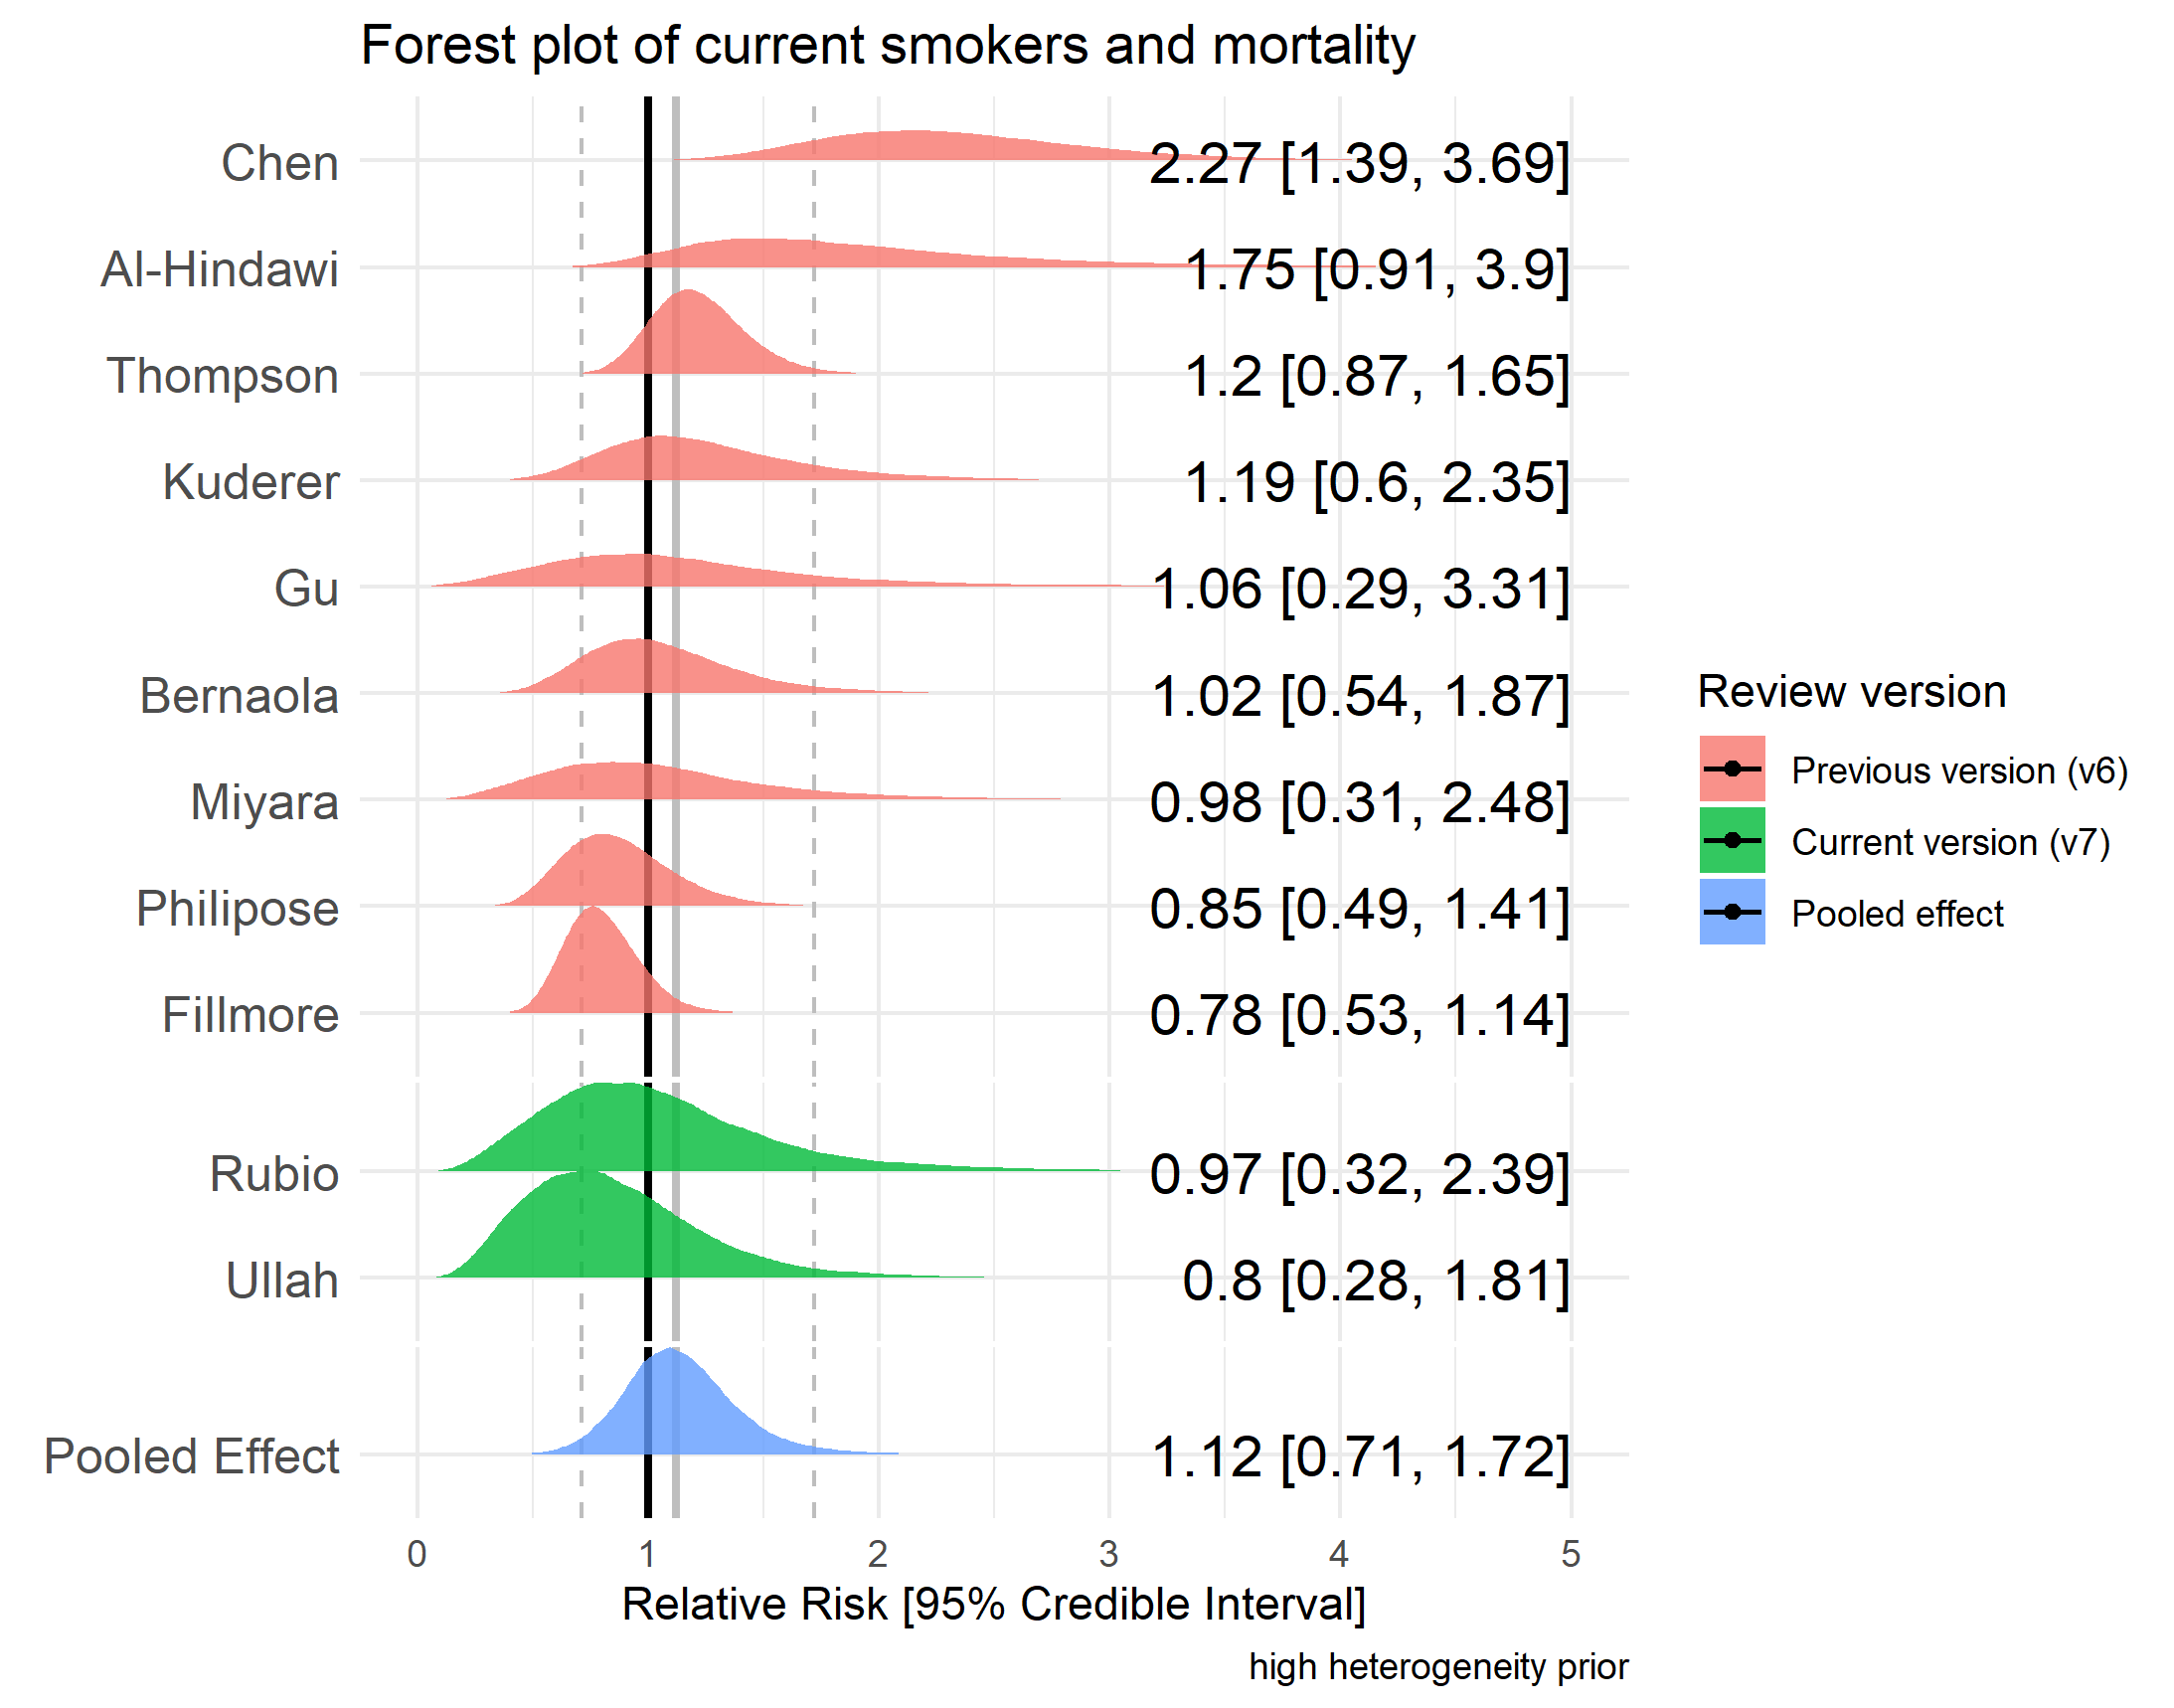 Forest plot of current smokers and mortality
Chen 2.27 [1.39, 3.69]
Al-Hindawi 1.75 [0.91, 3.9]
Thompson 1.2 [0.87, 1.65]
Kuderer 1.19 [0.6, 2.35]
Gu 1.06 [0.29, 3.31]
Bernaola 1.02 [0.54, 1.87]
Miyara 0.98 [0.31, 2.48]
Philipose 0.85 [0.49, 1.41]
Fillmore 0.78 [0.53, 1.14]
Rubio 0.97 [0.32, 2.39]
Ullah 0.8 [0.28, 1.81]
Pooled Effect 1.12 [0.71, 1.72]
0 1 2 3 4 5
Relative Risk [95% Credible Interval]
high heterogeneity prior
Review version
Previous version (v6)
Current version (v7)
Pooled effect